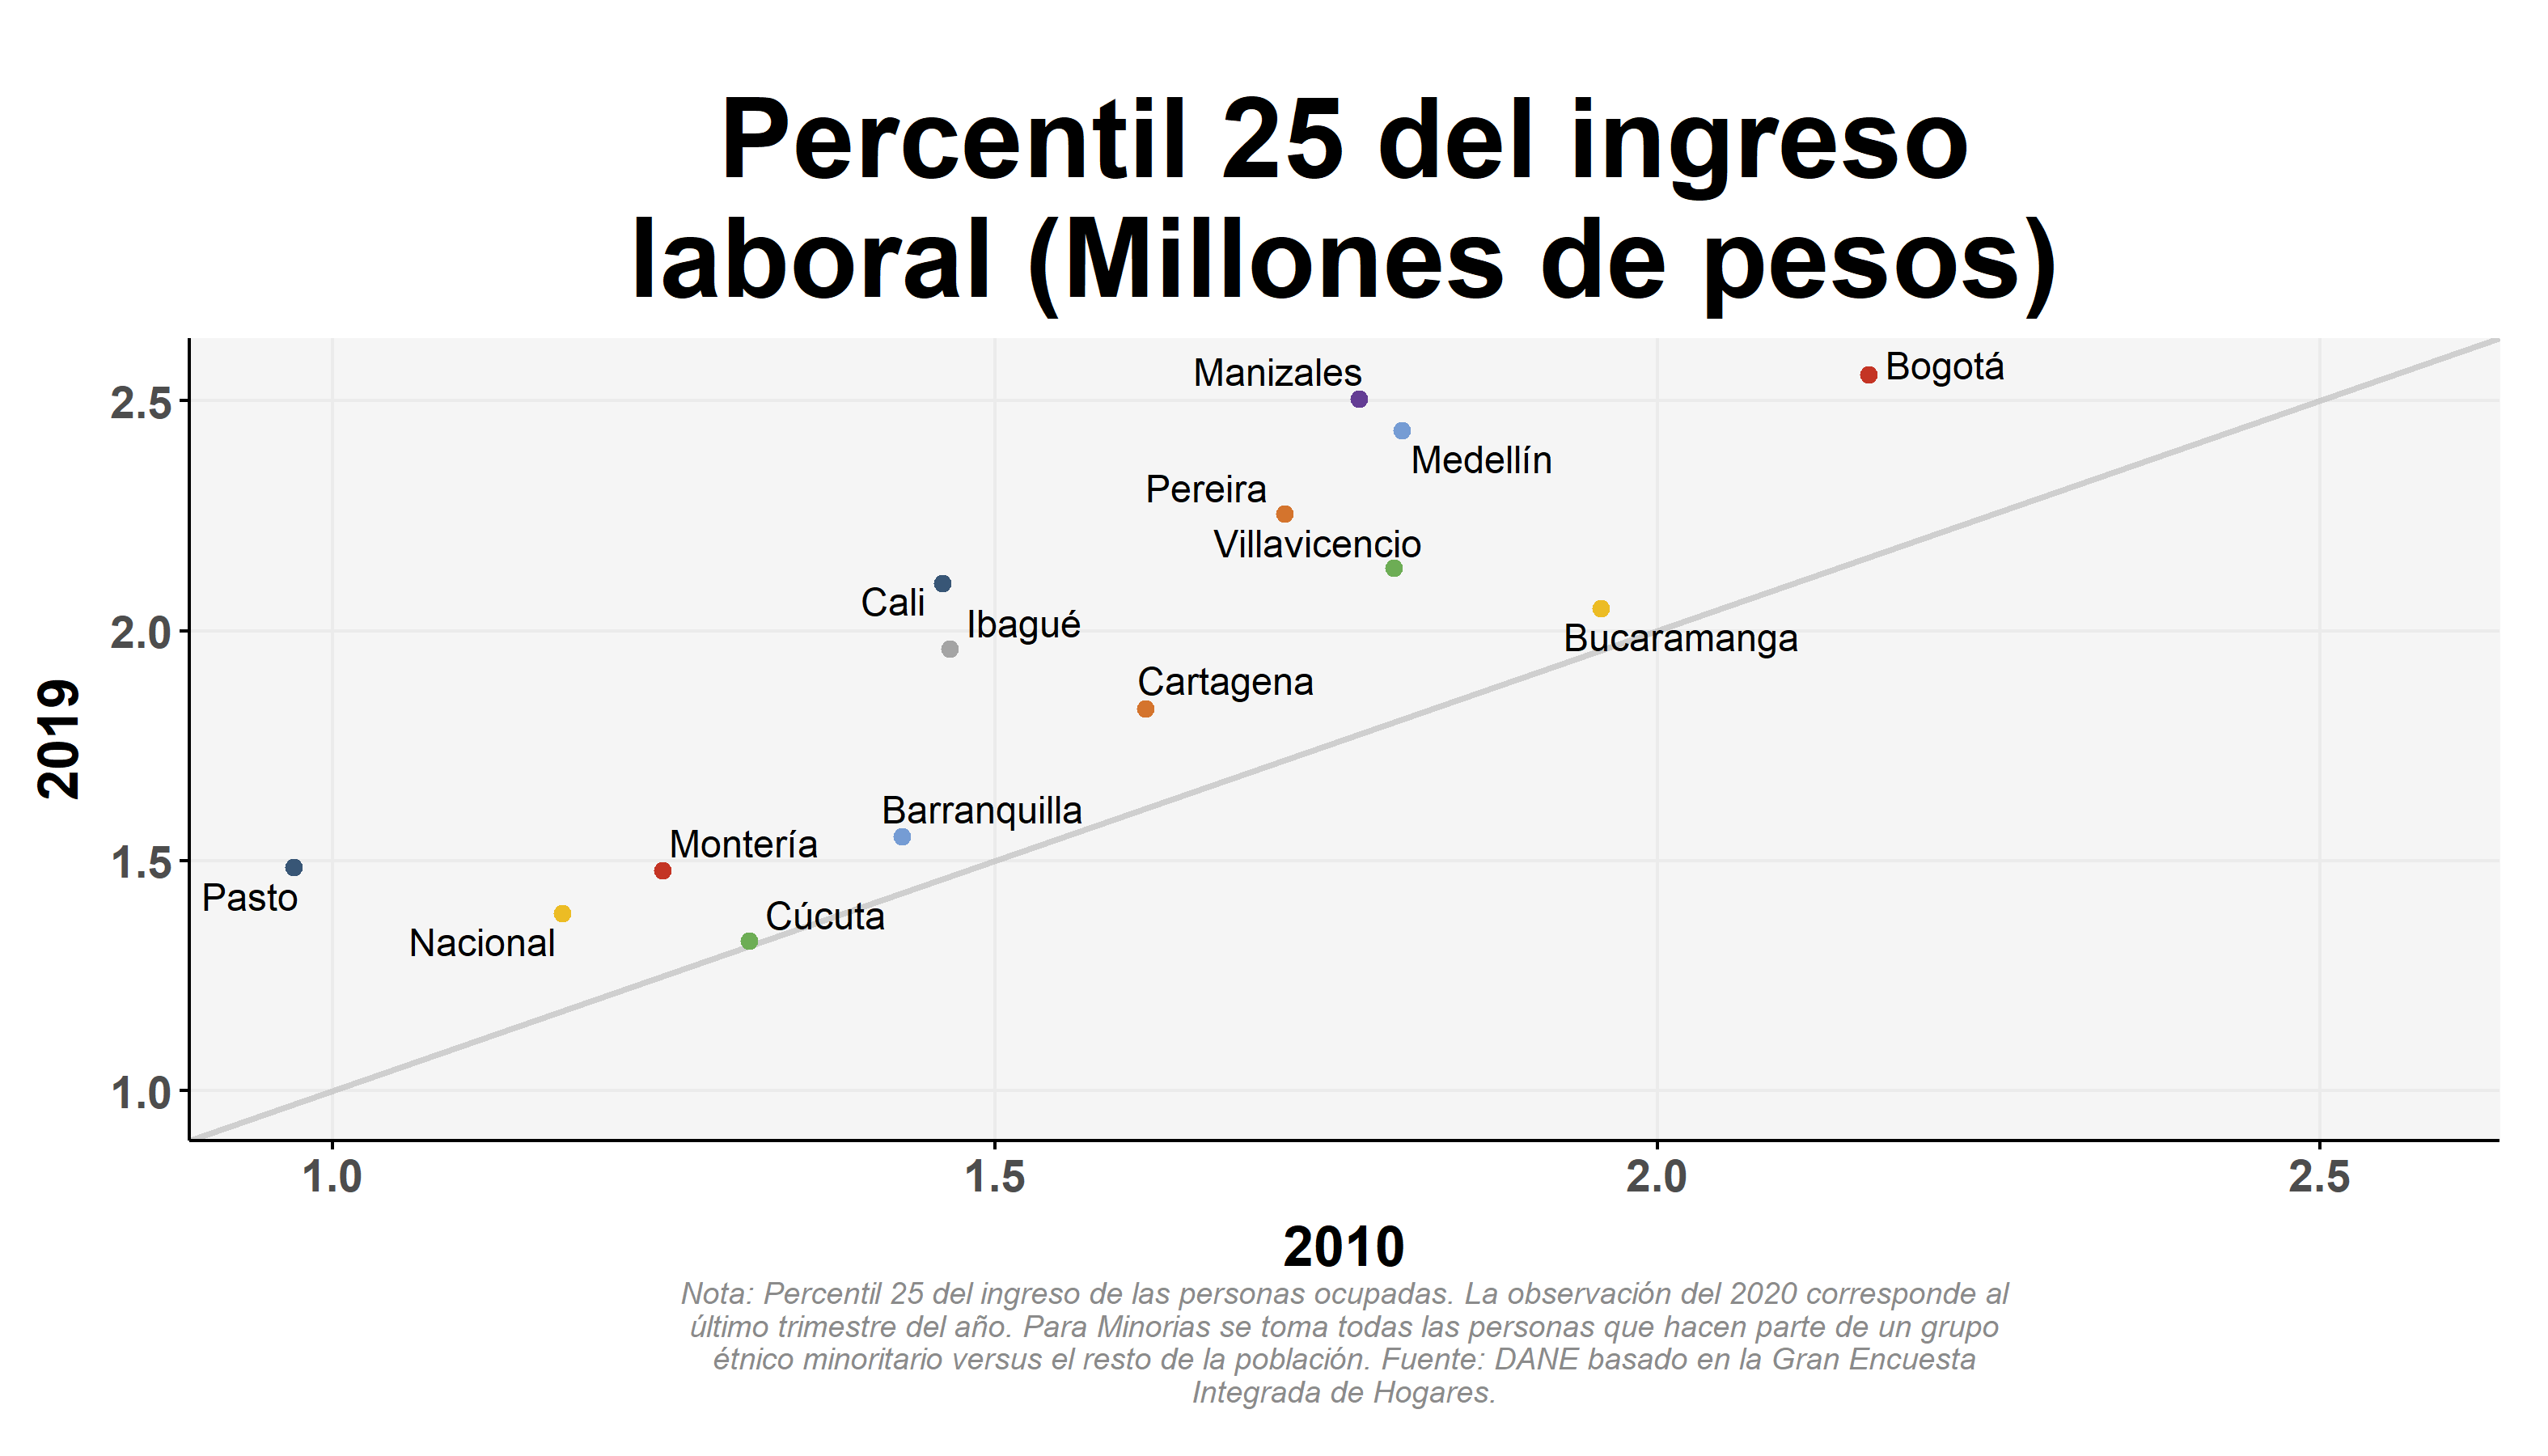 Percentil 25 del ingreso
laboral (Millones de pesos)
Manizales
Bogotá
Medellín
Pereira
Villavicencio
Cali
Ibagué
Bucaramanga
Cartagena
Barranquilla
Montería
Pasto
Cúcuta
Nacional
2.5
2.0
1.5
1.0
2019
1.0 1.5 2.0 2.5
2010
Nota: Percentil 25 del ingreso de las personas ocupadas. La observación del 2020 corresponde al
último trimestre del año. Para Minorias se toma todas las personas que hacen parte de un grupo
étnico minoritario versus el resto de la población. Fuente: DANE basado en la Gran Encuesta
Integrada de Hogares.